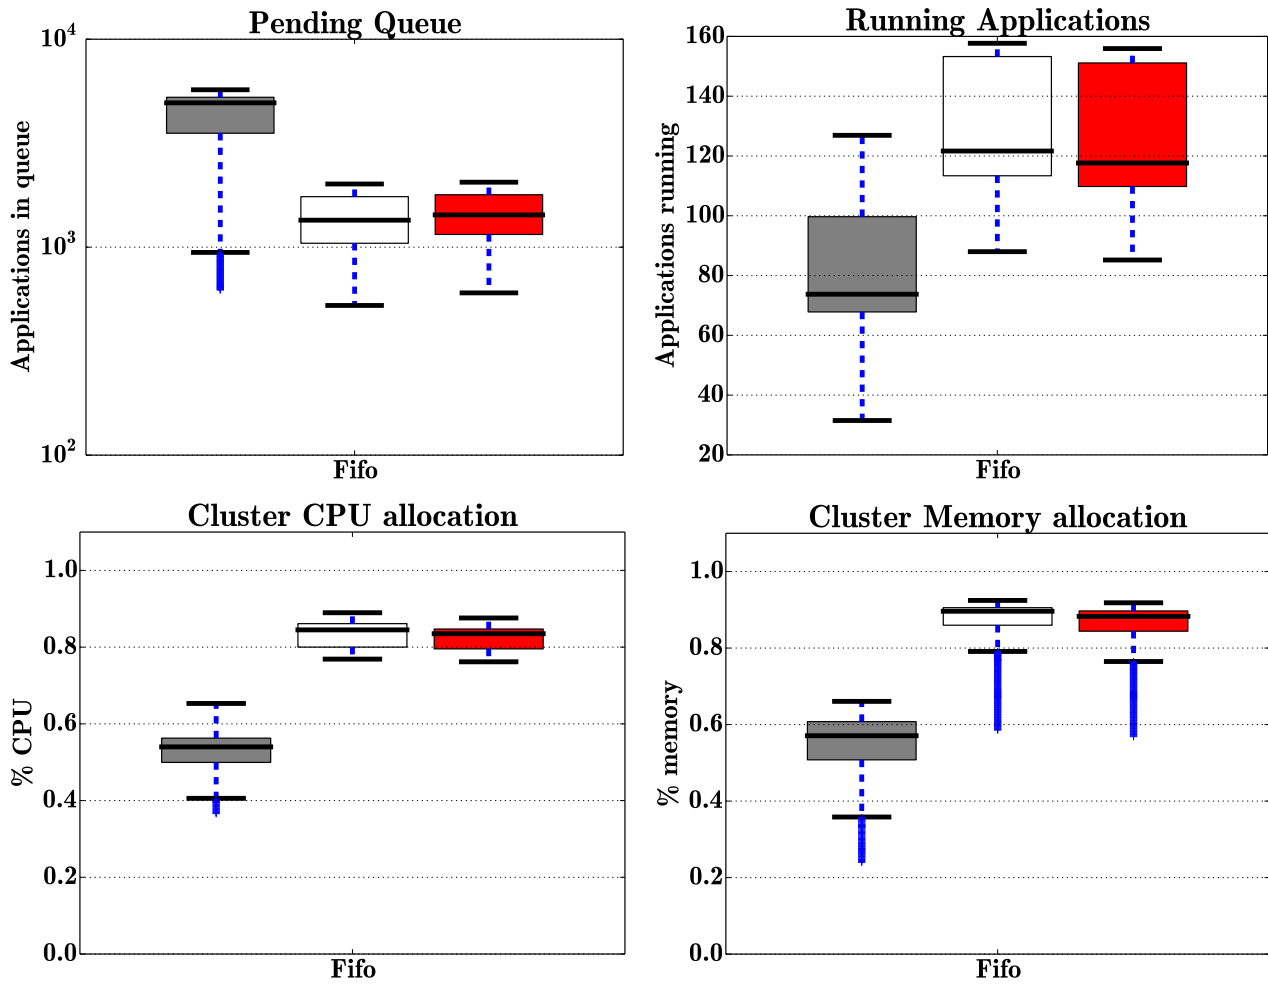 Pending Queue
Applications in queue
10^4
10^3
10^2
Fifo
Running Applications
Applications running
160
140
120
100
80
60
40
20
Fifo
Cluster CPU allocation
% CPU
1.0
0.8
0.6
0.4
0.2
0.0
Fifo
Cluster Memory allocation
% memory
1.0
0.8
0.6
0.4
0.2
0.0
Fifo